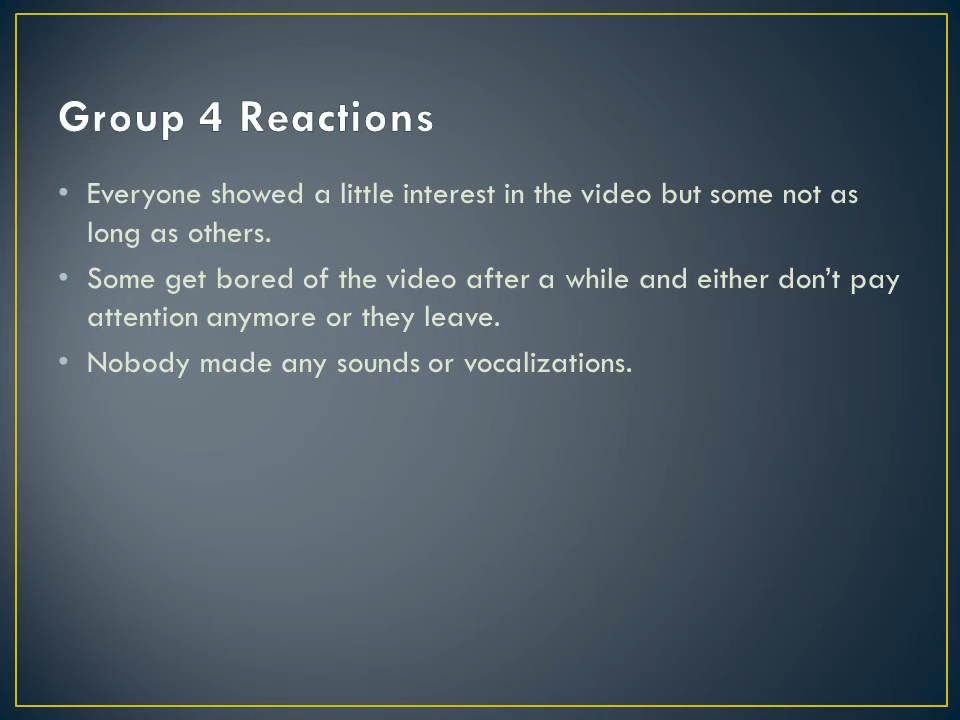 Group 4 Reactions
• Everyone showed a little interest in the video but some not as
long as others.
• Some get bored of the video after a while and either don’t pay
attention anymore or they leave.
• Nobody made any sounds or vocalizations.